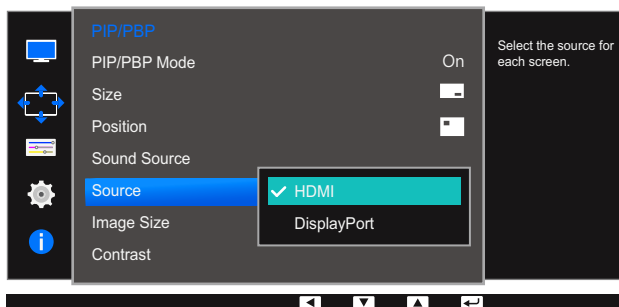 PIP/PBP
PIP/PBP Mode On
Size
Position
Sound Source
Source
HDMI
DisplayPort
Image Size
Contrast
Select the source for
each screen.